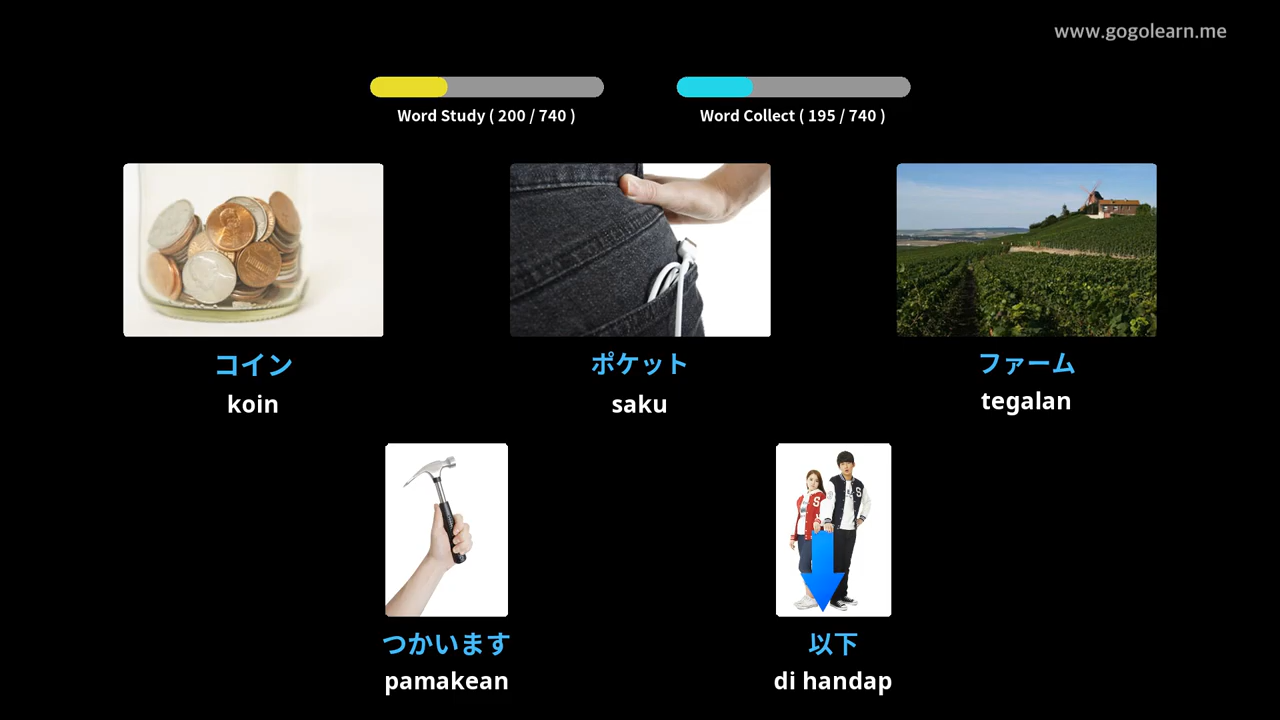 www.gogolearn.me
Word Study ( 200 / 740 )
Word Collect ( 195 / 740 )
コイン
koin
ポケット
saku
ファーム
tegalan
つかいます
pamakean
以下
di handap